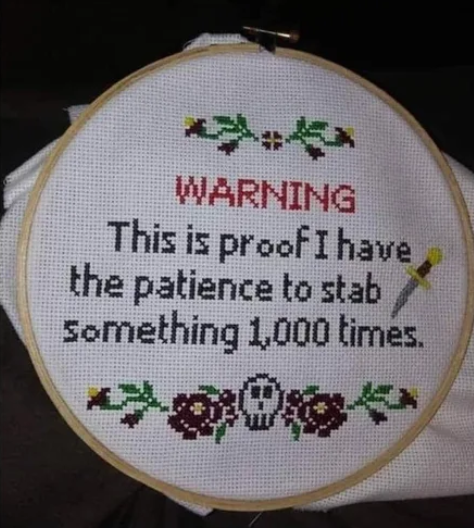 WARNING
This is proof I have
the patience to stab
something 1,000 times.